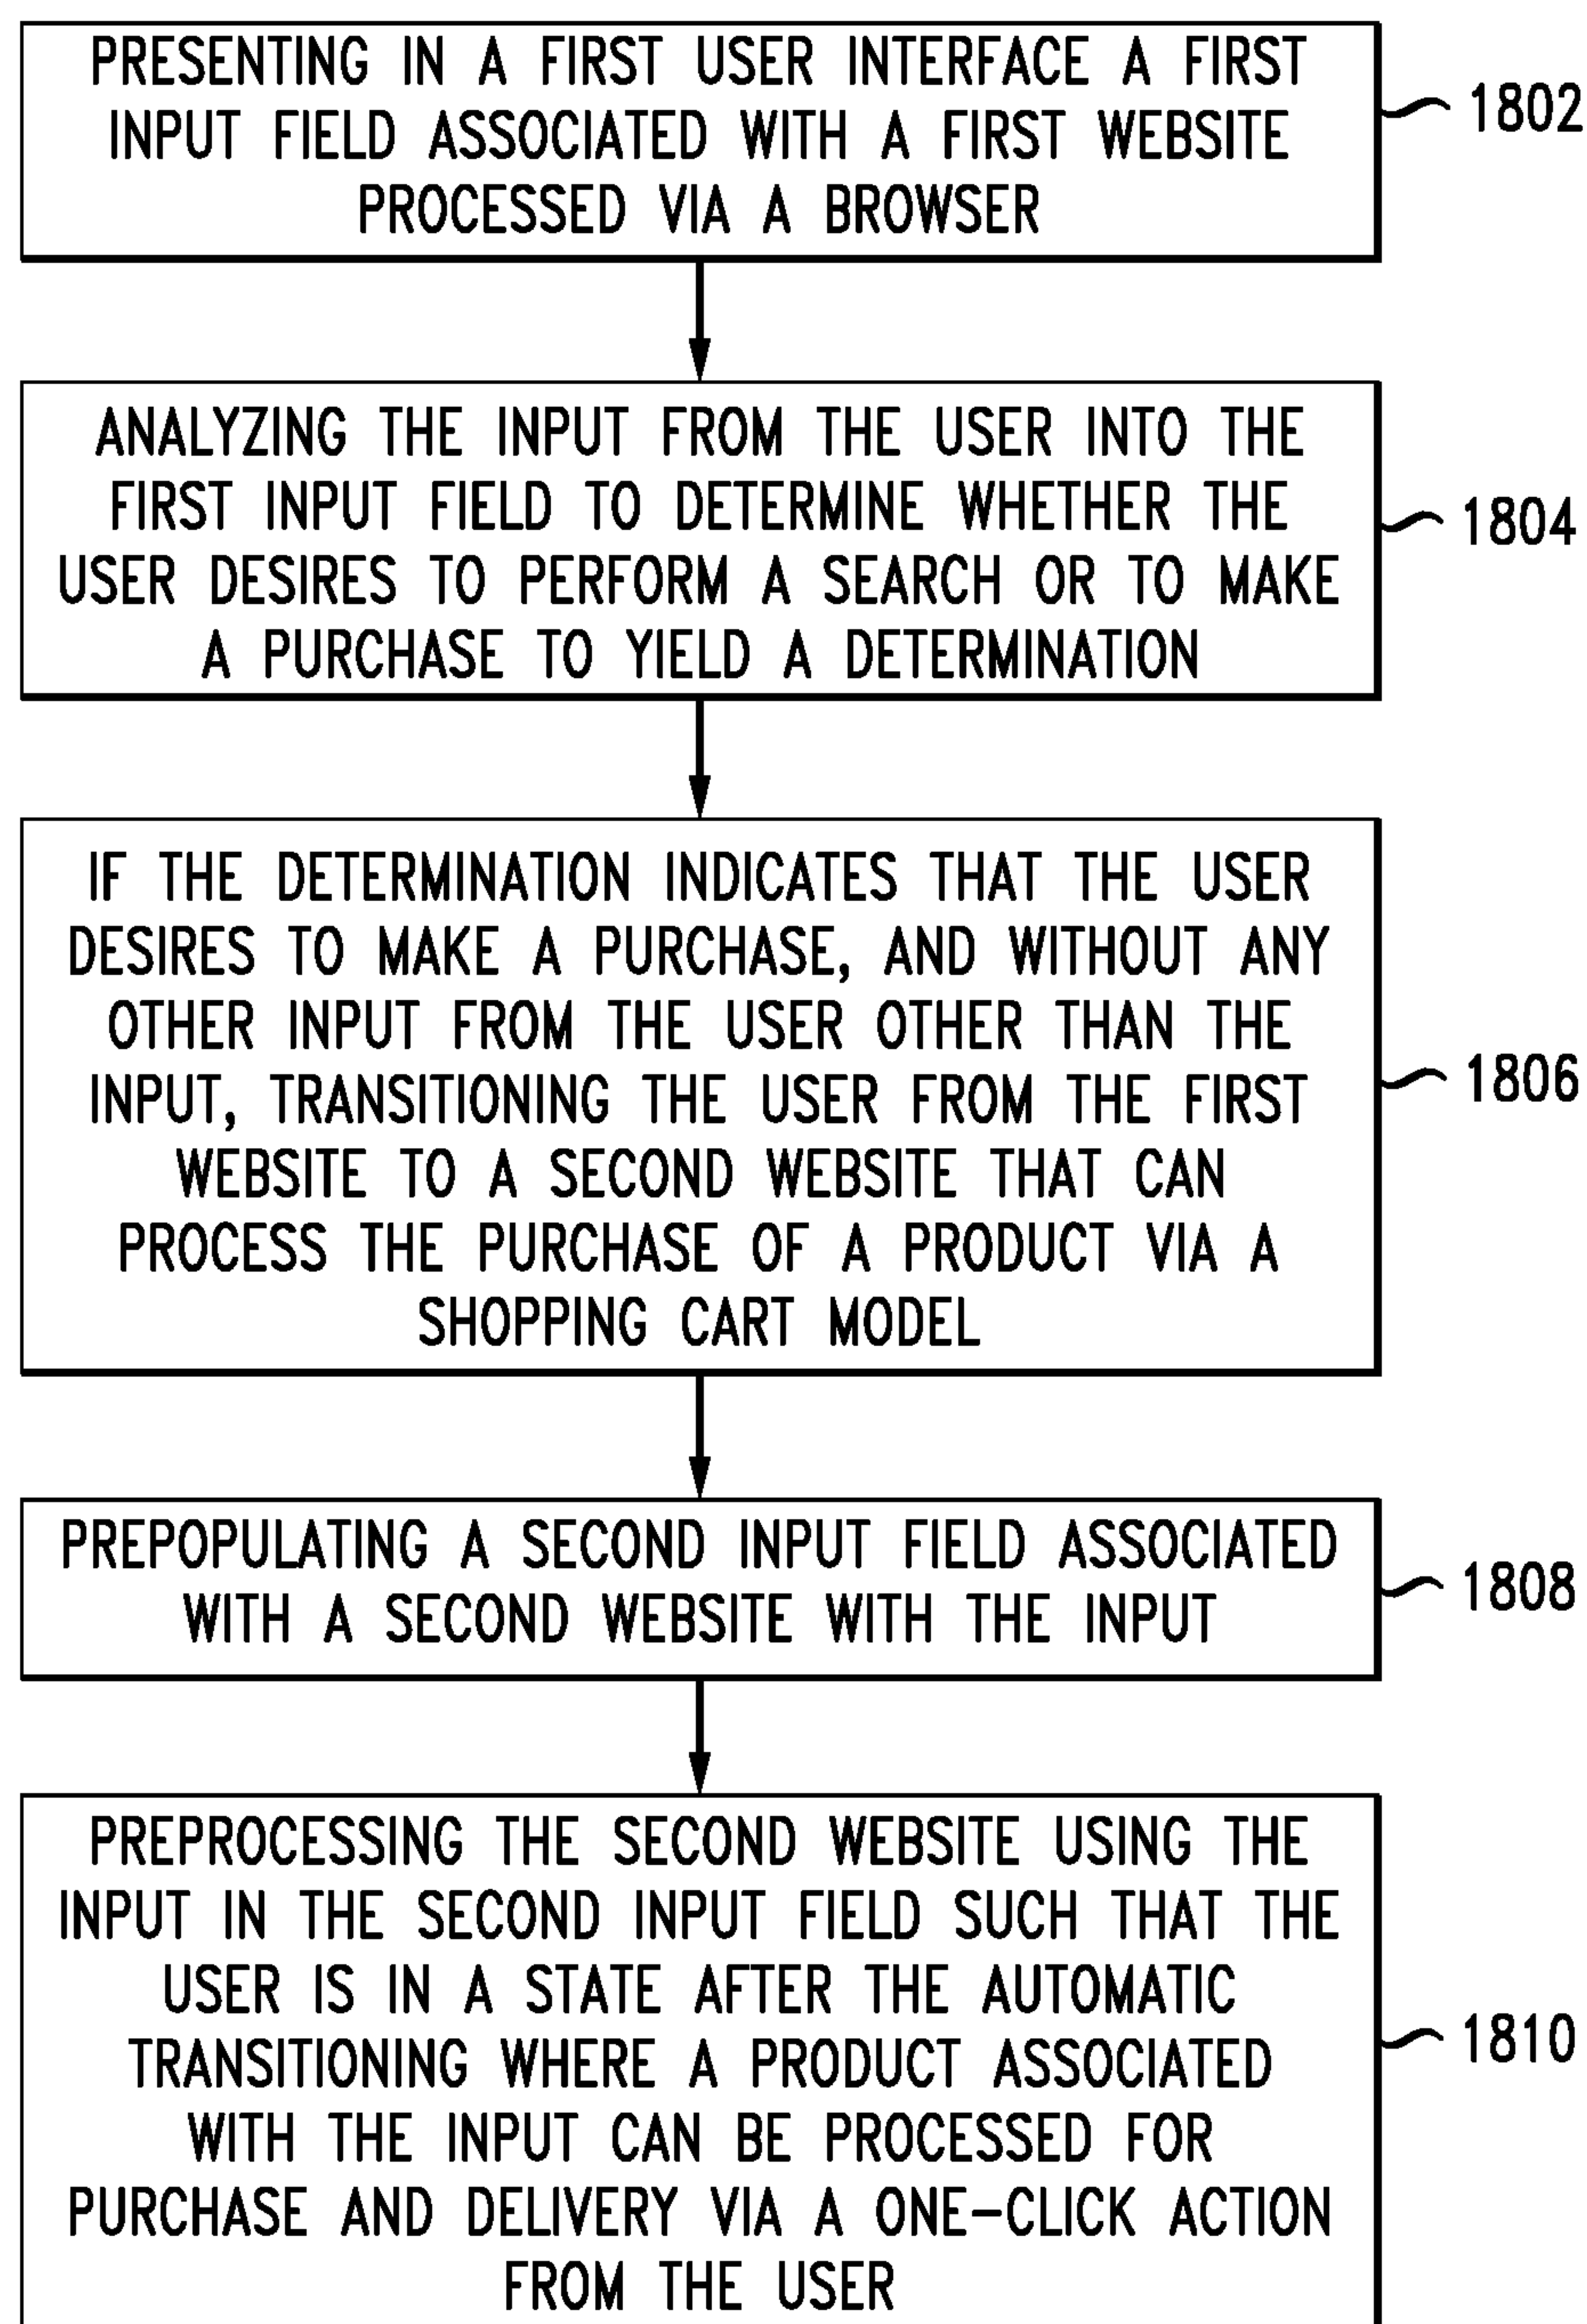 PRESENTING IN A FIRST USER INTERFACE A FIRST
INPUT FIELD ASSOCIATED WITH A FIRST WEBSITE
PROCESSED VIA A BROWSER
1802
ANALYZING THE INPUT FROM THE USER INTO THE
FIRST INPUT FIELD TO DETERMINE WHETHER THE
USER DESIRES TO PERFORM A SEARCH OR TO MAKE
A PURCHASE TO YIELD A DETERMINATION
1804
IF THE DETERMINATION INDICATES THAT THE USER
DESIRES TO MAKE A PURCHASE, AND WITHOUT ANY
OTHER INPUT FROM THE USER OTHER THAN THE
INPUT, TRANSITIONING THE USER FROM THE FIRST
WEBSITE TO A SECOND WEBSITE THAT CAN
PROCESS THE PURCHASE OF A PRODUCT VIA A
SHOPPING CART MODEL
1806
PREPOPULATING A SECOND INPUT FIELD ASSOCIATED
WITH A SECOND WEBSITE WITH THE INPUT
1808
PREPROCESSING THE SECOND WEBSITE USING THE
INPUT IN THE SECOND INPUT FIELD SUCH THAT THE
USER IS IN A STATE AFTER THE AUTOMATIC
TRANSITIONING WHERE A PRODUCT ASSOCIATED
WITH THE INPUT CAN BE PROCESSED FOR
PURCHASE AND DELIVERY VIA A ONE-CLICK ACTION
FROM THE USER
1810